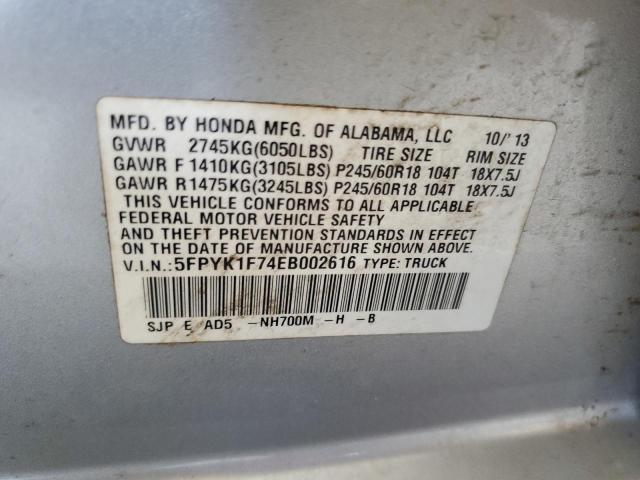 MFD. BY HONDA MFG. OF ALABAMA, LLC 10/'13
GVWR 2745KG(6050LBS) TIRE SIZE RIM SIZE
GAWR F 1410KG(3105LBS) P245/60R18 104T 18X7.5J
GAWR R 1475KG(3245LBS) P245/60R18 104T 18X7.5J
THIS VEHICLE CONFORMS TO ALL APPLICABLE
FEDERAL MOTOR VEHICLE SAFETY
AND THEFT PREVENTION STANDARDS IN EFFECT
ON THE DATE OF MANUFACTURE SHOWN ABOVE.
V.I.N.:5FPYK1F74EB002616 TYPE: TRUCK
SJP E AD5 -NH700M -H -B